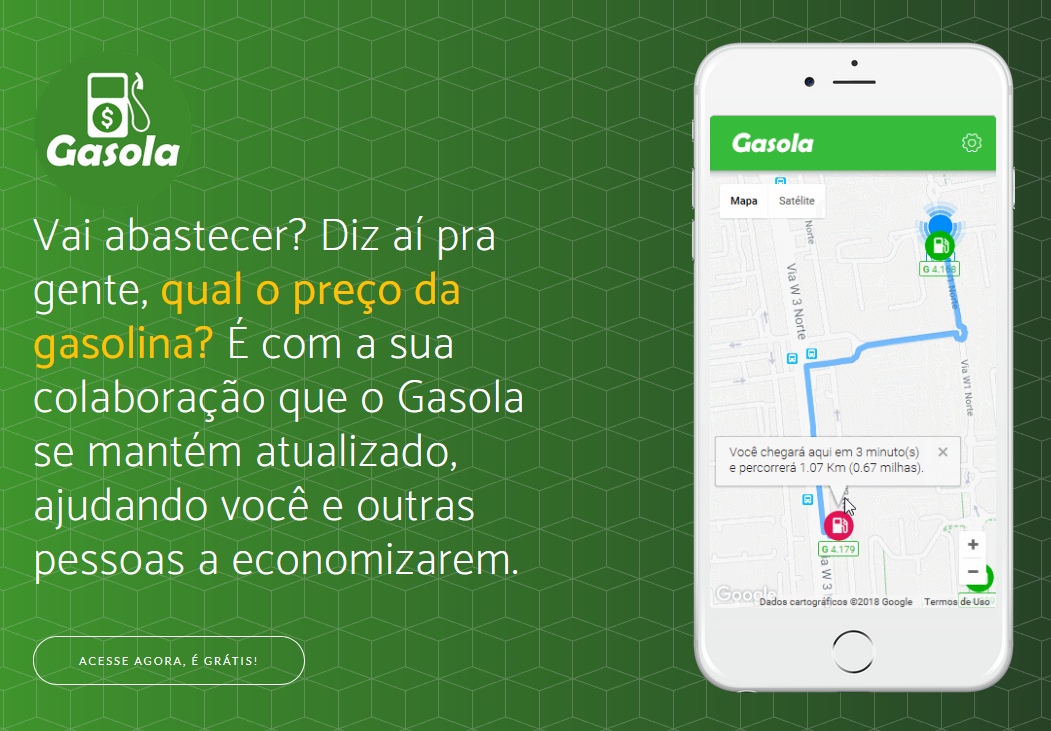 $
Gasola
Vai abastecer? Diz aí pra
gente, qual o preço da
gasolina? É com a sua
colaboração que o Gasola
se mantém atualizado,
ajudando você e outras
pessoas a economizarem.
ACESSE AGORA, É GRÁTIS!
Gasola
Mapa
Satélite
Norte
G 4.168
Via W 3 Norte
Via W1 Norte
Você chegará aqui em 3 minuto(s)
e percorrerá 1.07 Km (0.67 milhas).
G 4.179
+
−
Google
Dados cartográficos ©2018 Google
Termos de Uso